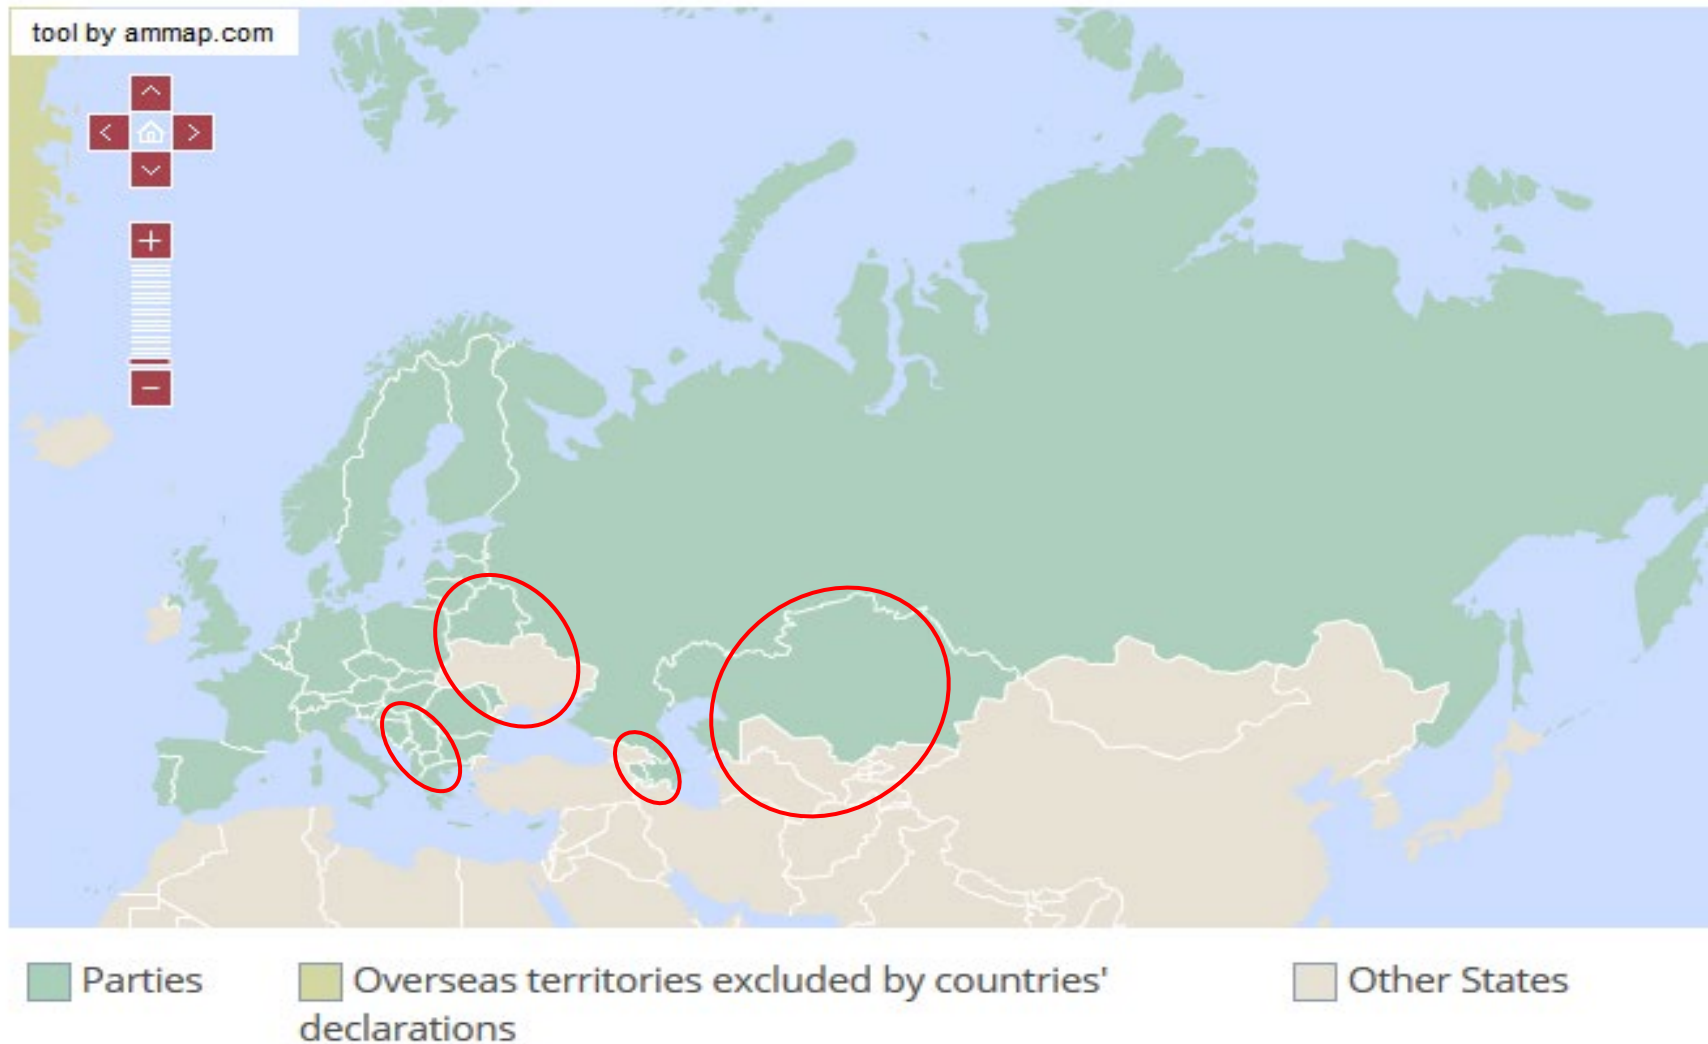 tool by ammap.com
Parties
Overseas territories excluded by countries'
declarations
Other States